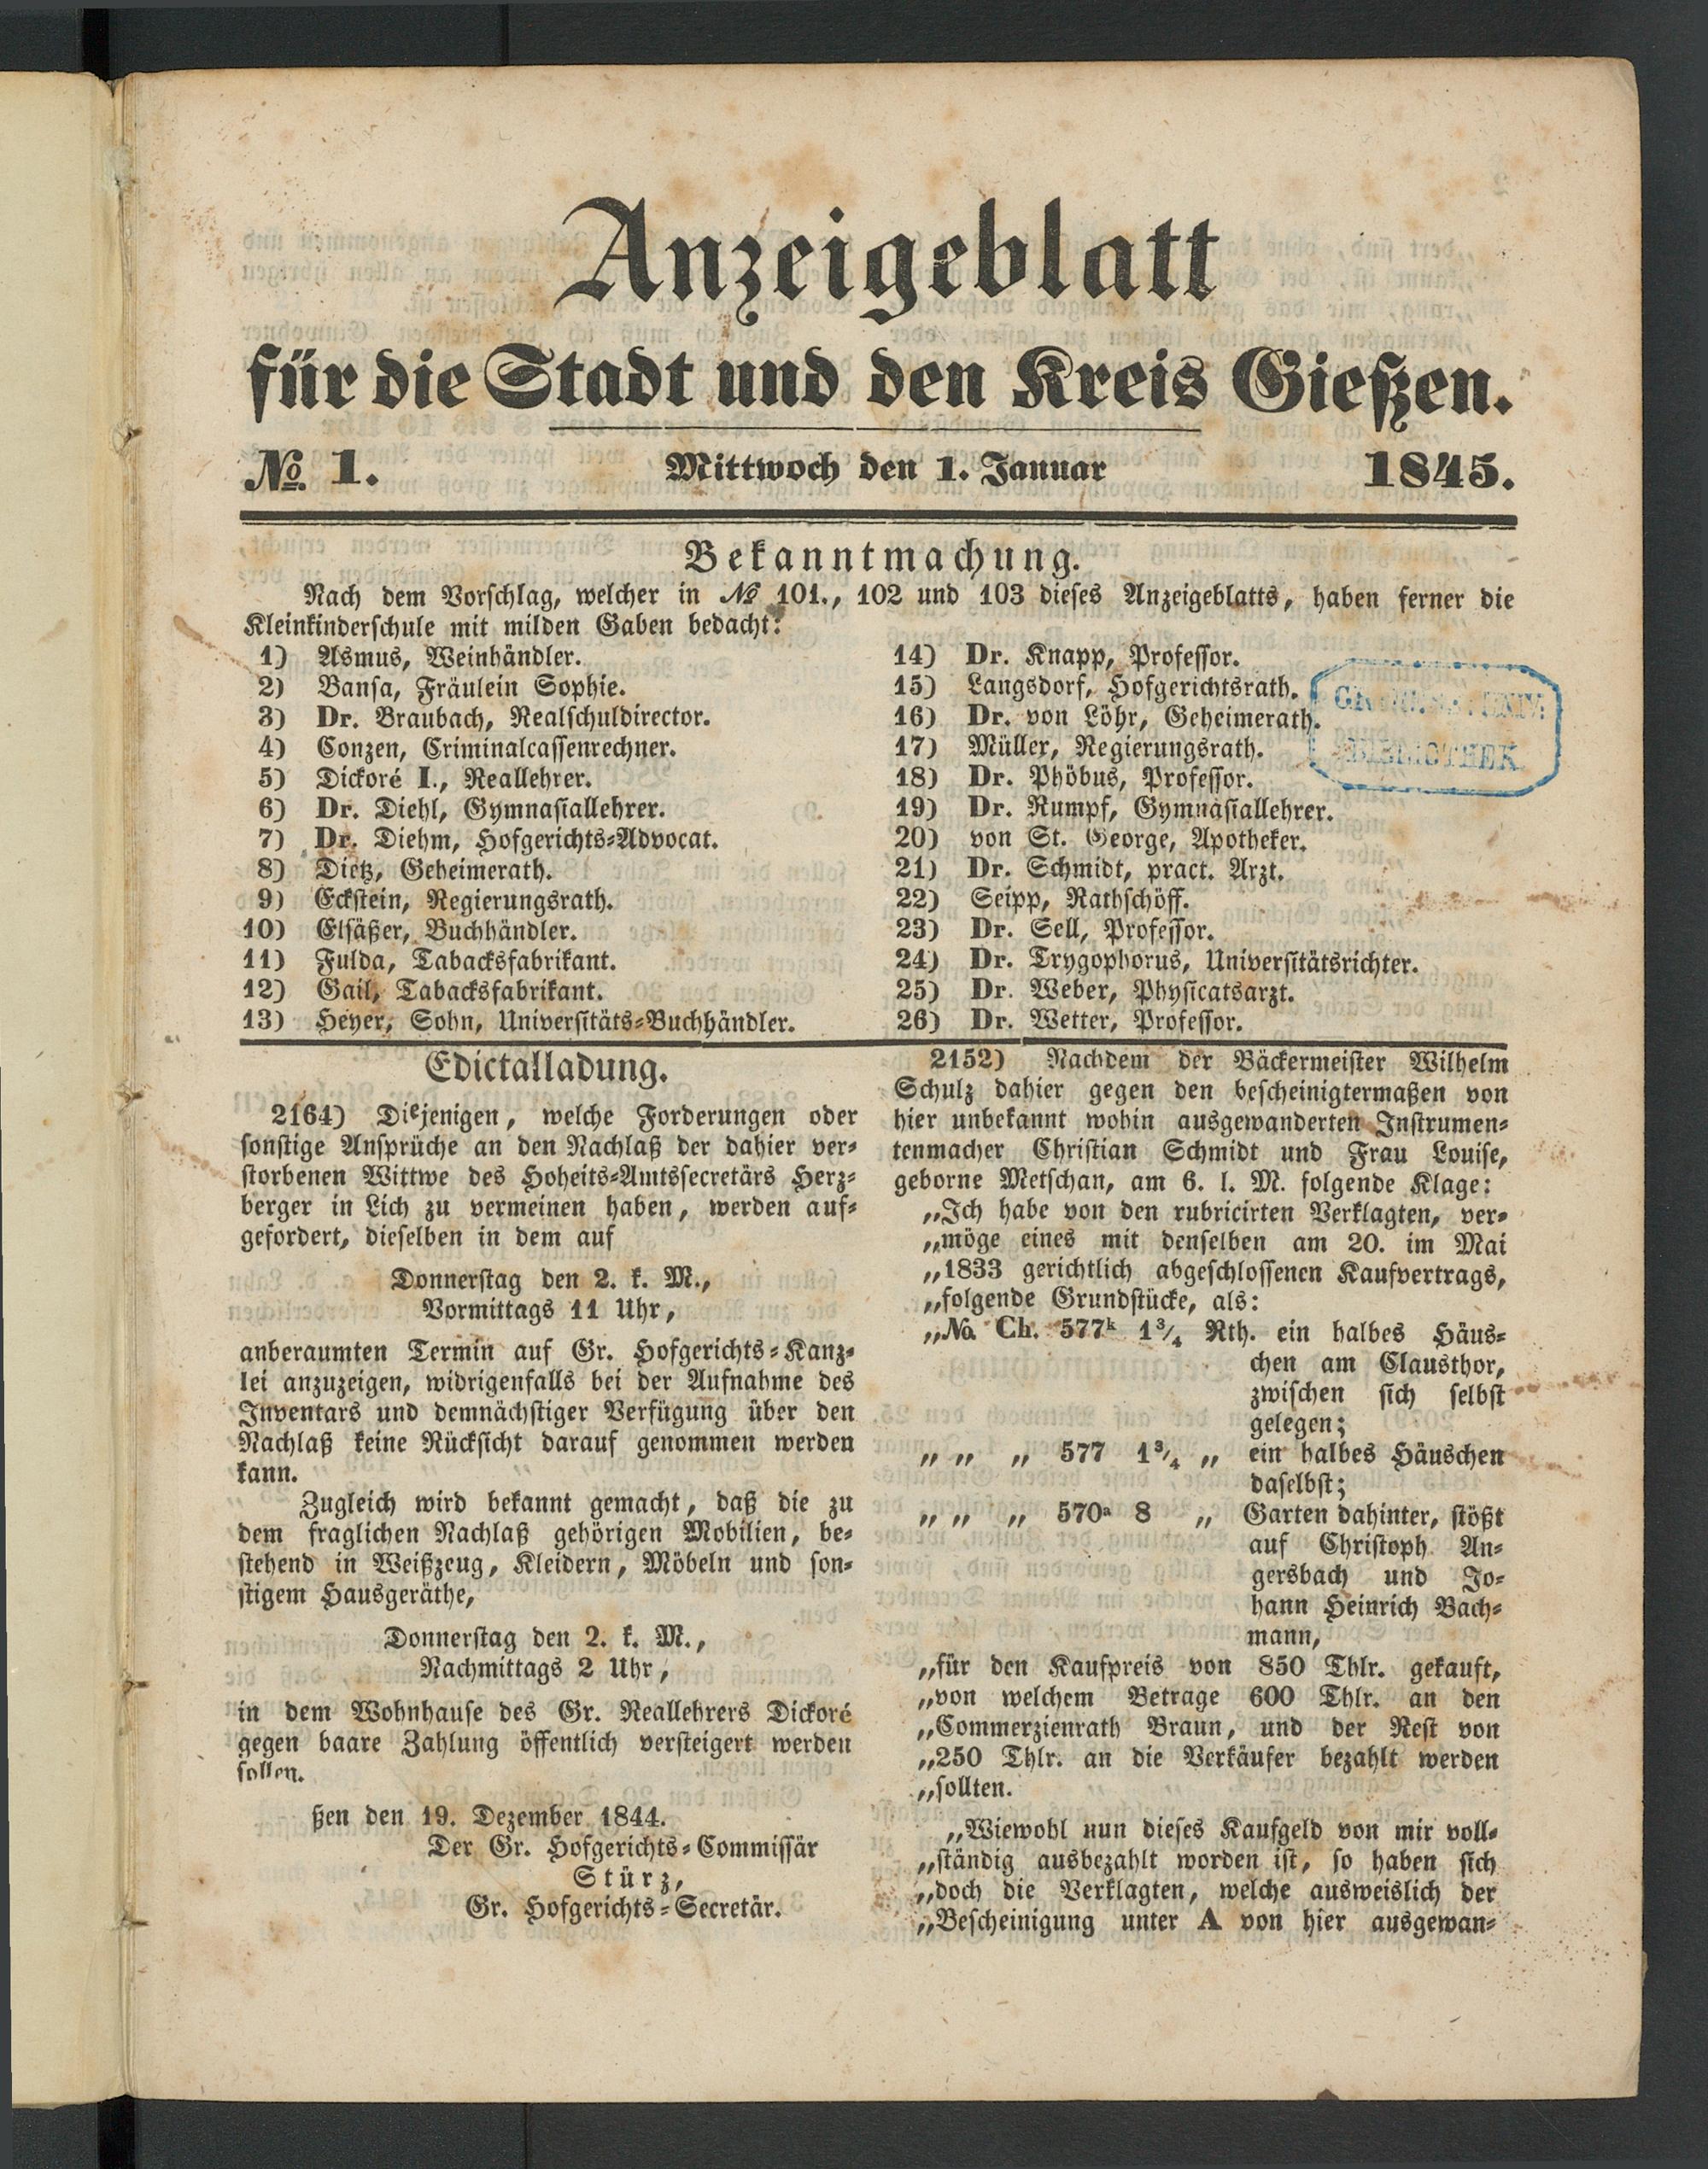 Anzeigeblatt
für die Stadt und den Kreis Gießen.
No. 1.
Mittwoch den 1. Januar
1845.
Bekanntmachung.
Nach dem Vorschlag, welcher in No 101., 102 und 103 dieses Anzeigeblatts, haben ferner die
Kleinkinderschule mit milden Gaben bedacht:
1) Asmus, Weinhändler.
2) Bansa, Fräulein Sophie.
3) Dr. Braubach, Realschuldirector.
4) Conzen, Criminalcassenrechner.
5) Dickoré I., Reallehrer.
6) Dr. Diehl, Gymnasiallehrer.
7) Dr. Diehm, Hofgerichts-Advocat.
8) Dietz, Geheimerath.
9) Eckstein, Regierungsrath.
10) Elsäßer, Buchhändler.
11) Fulda, Tabacksfabrikant.
12) Gail, Tabacksfabrikant.
13) Heyer, Sohn, Universitäts-Buchhändler.
14) Dr. Knapp, Professor.
15) Langsdorf, Hofgerichtsrath.
16) Dr. von Löhr, Geheimerath.
17) Müller, Regierungsrath.
18) Dr. Phöbus, Professor.
19) Dr. Rumpf, Gymnasiallehrer.
20) von St. George, Apotheker.
21) Dr. Schmidt, pract. Arzt.
22) Seipp, Rathschöff.
23) Dr. Sell, Professor.
24) Dr. Trygophorus, Universitätsrichter.
25) Dr. Weber, Physicatsarzt.
26) Dr. Wetter, Professor.
BIBLIOTHEK
Edictalladung.
2164) Diejenigen, welche Forderungen oder
sonstige Ansprüche an den Nachlaß der dahier ver-
storbenen Wittwe des Hoheits-Amtssecretärs Herz-
berger in Lich zu vermeinen haben, werden auf-
gefordert, dieselben in dem auf
Donnerstag den 2. k. M.,
Vormittags 11 Uhr,
anberaumten Termin auf Gr. Hofgerichts-Kanz-
lei anzuzeigen, widrigenfalls bei der Aufnahme des
Inventars und demnächstiger Verfügung über den
Nachlaß keine Rücksicht darauf genommen werden
kann.
Zugleich wird bekannt gemacht, daß die zu
dem fraglichen Nachlaß gehörigen Mobilien, be-
stehend in Weißzeug, Kleidern, Möbeln und son-
stigem Hausgeräthe,
Donnerstag den 2. k. M.,
Nachmittags 2 Uhr,
in dem Wohnhause des Gr. Reallehrers Dickoré
gegen baare Zahlung öffentlich versteigert werden
sollen.
ßen den 19. Dezember 1844.
Der Gr. Hofgerichts-Commissär
Stürz,
Gr. Hofgerichts-Secretär.
2152) Nachdem der Bäckermeister Wilhelm
Schulz dahier gegen den bescheinigtermaßen von
hier unbekannt wohin ausgewanderten Instrumen-
tenmacher Christian Schmidt und Frau Louise,
geborne Metschan, am 6. l. M. folgende Klage:
„Ich habe von den rubricirten Verklagten, ver-
„möge eines mit denselben am 20. im Mai
„1833 gerichtlich abgeschlossenen Kaufvertrags,
„folgende Grundstücke, als:
„No. Ch. 577k 1¾ Rth. ein halbes Häus-
chen am Clausthor,
zwischen sich selbst
gelegen;
„ „ „ 577 1¾ „ ein halbes Häuschen
daselbst;
„ „ „ 570a 8 „ Garten dahinter, stößt
auf Christoph An-
gersbach und Jo-
hann Heinrich Bach-
mann,
„für den Kaufpreis von 850 Thlr. gekauft,
„von welchem Betrage 600 Thlr. an den
„Commerzienrath Braun, und der Rest von
„250 Thlr. an die Verkäufer bezahlt werden
„sollten.
„Wiewohl nun dieses Kaufgeld von mir voll-
„ständig ausbezahlt worden ist, so haben sich
„doch die Verklagten, welche ausweislich der
„Bescheinigung unter A von hier ausgewan-